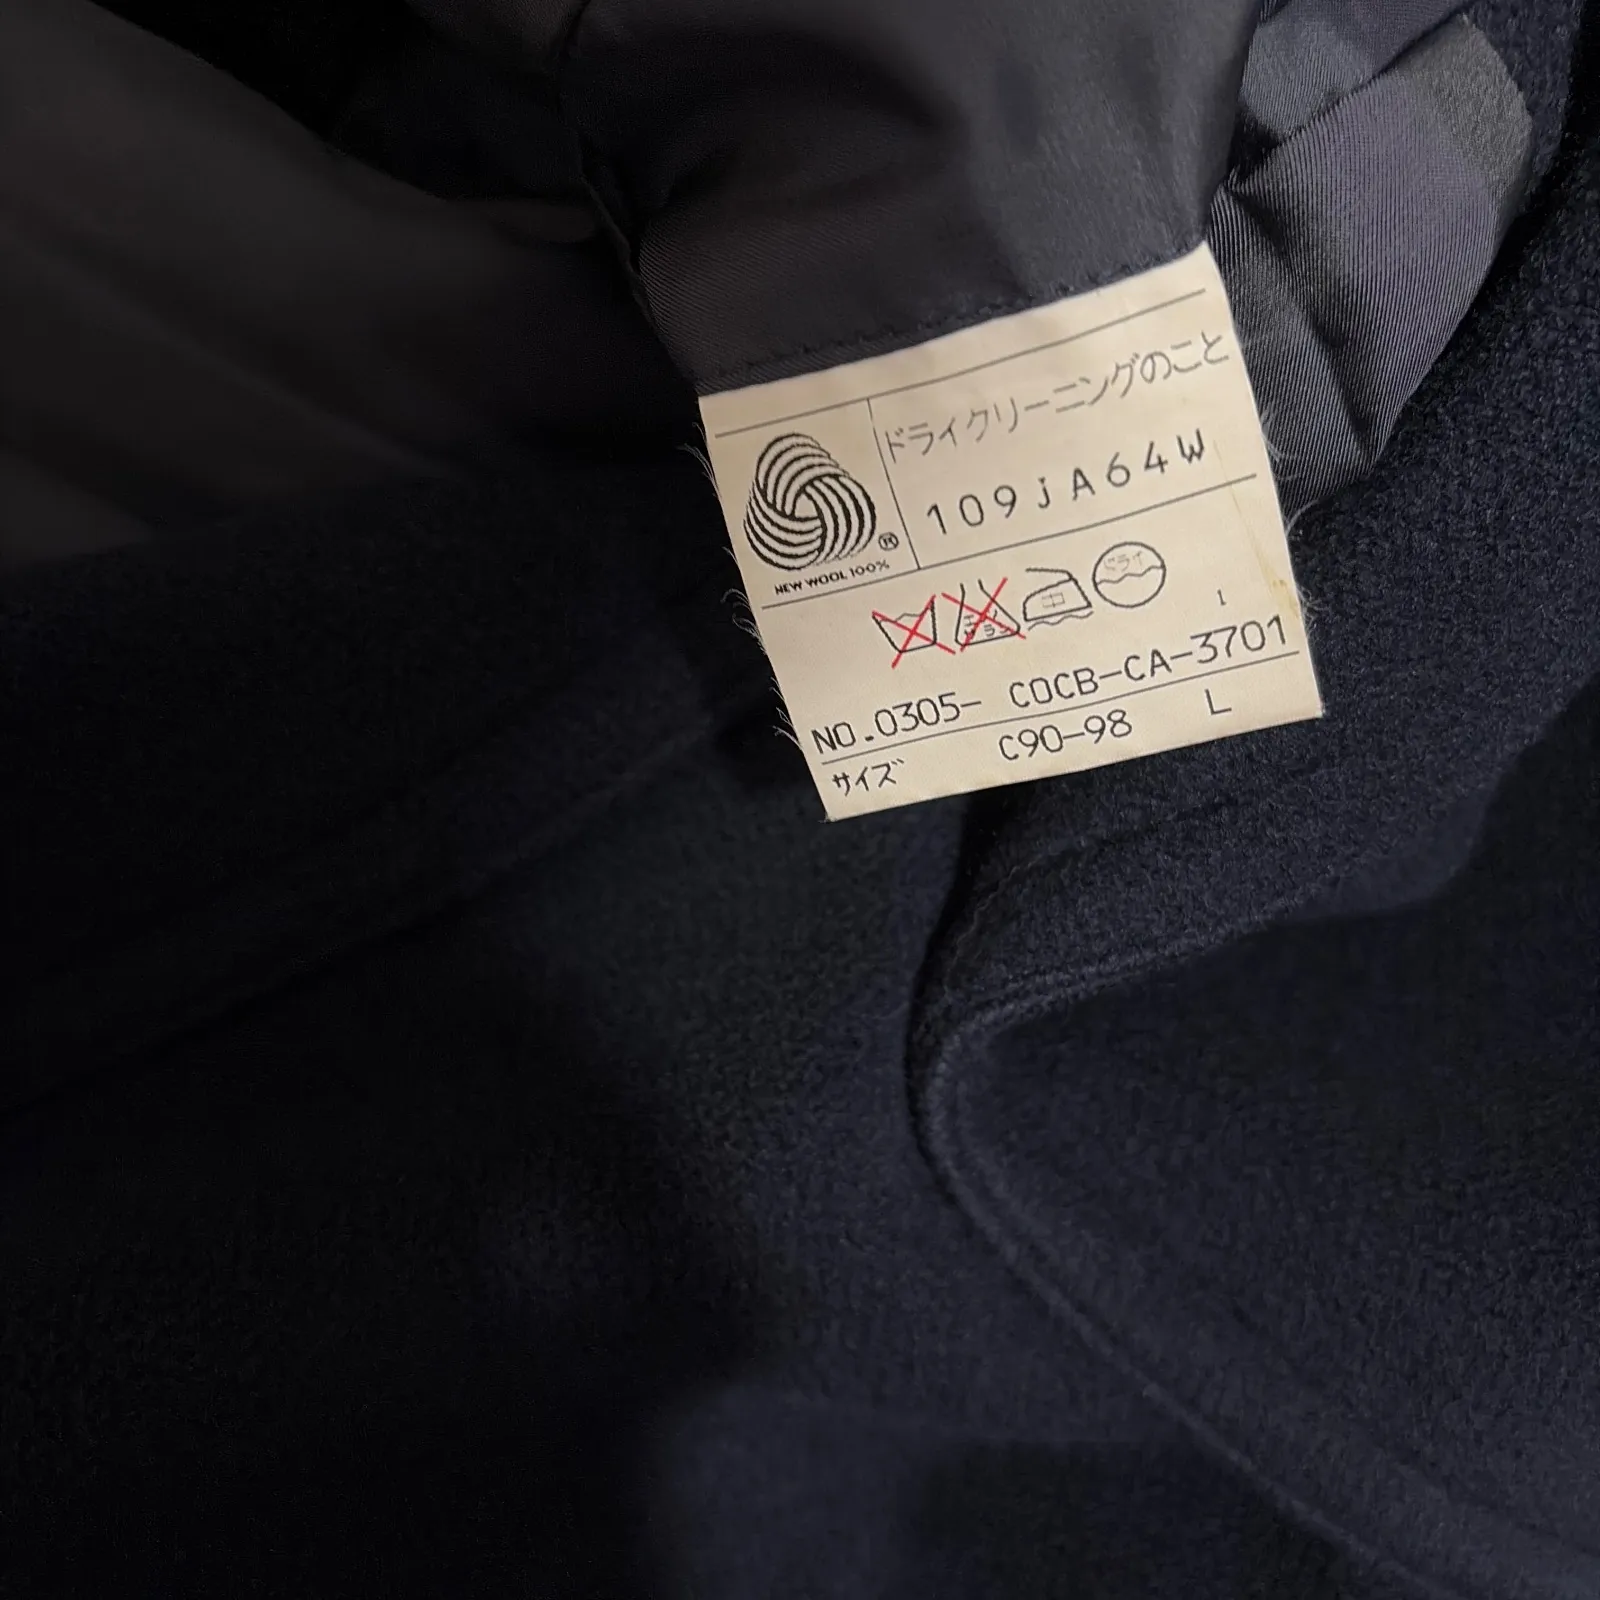 ドライクリーニングのこと
109JA64W
®
NEW WOOL 100%
ドライ
1
NO.0305- COCB-CA-3701
サイズ C90-98 L